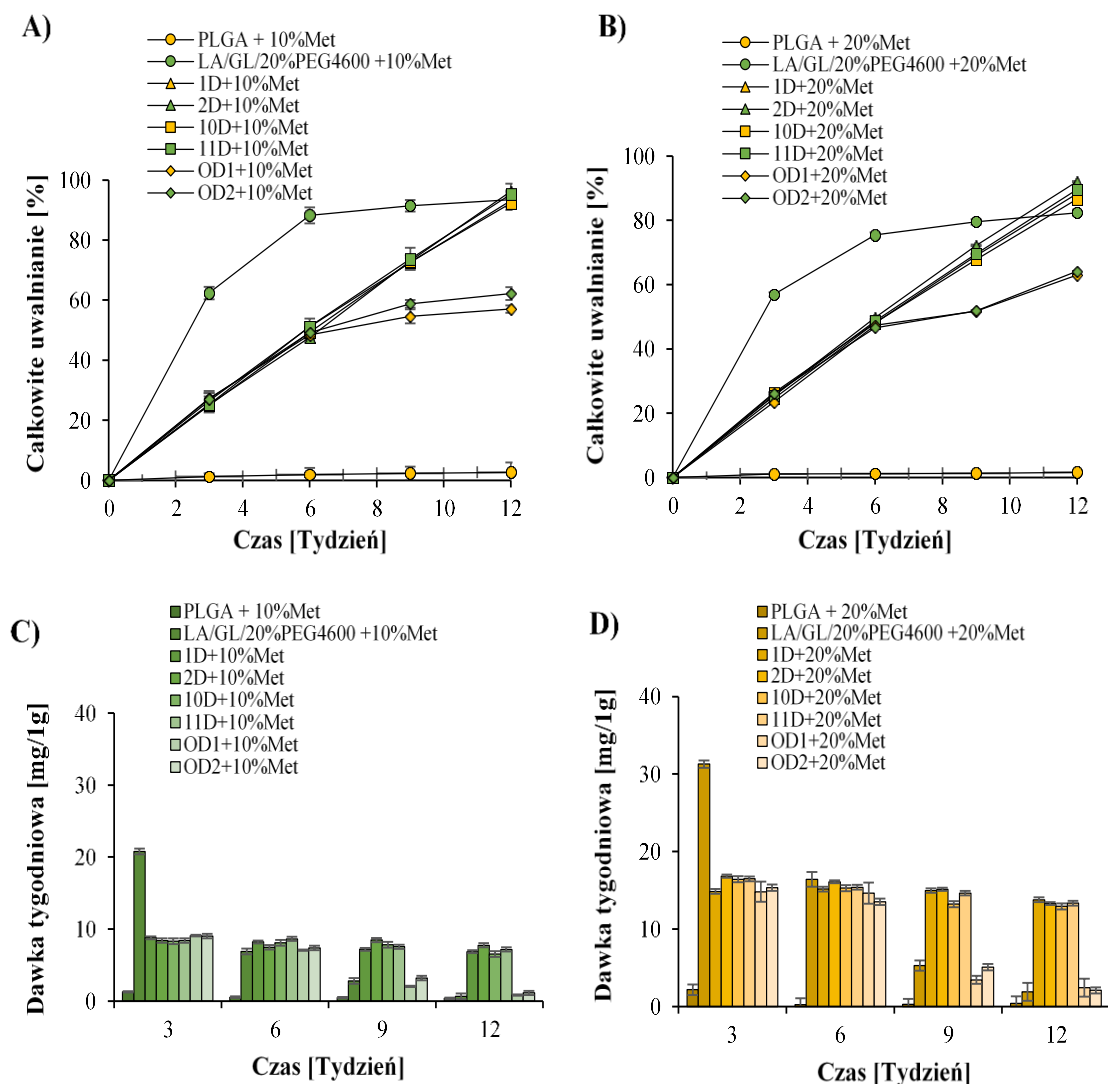 A)
PLGA + 10%Met
LA/GL/20%PEG4600 +10%Met
1D+10%Met
2D+10%Met
10D+10%Met
11D+10%Met
OD1+10%Met
OD2+10%Met
Całkowite uwalnianie [%]
100
80
60
40
20
0
0 2 4 6 8 10 12
Czas [Tydzień]
B)
PLGA + 20%Met
LA/GL/20%PEG4600 +20%Met
1D+20%Met
2D+20%Met
10D+20%Met
11D+20%Met
OD1+20%Met
OD2+20%Met
Całkowite uwalnianie [%]
100
80
60
40
20
0
0 2 4 6 8 10 12
Czas [Tydzień]
C)
PLGA + 10%Met
LA/GL/20%PEG4600 +10%Met
1D+10%Met
2D+10%Met
10D+10%Met
11D+10%Met
OD1+10%Met
OD2+10%Met
Dawka tygodniowa [mg/1g]
40
30
20
10
0
3 6 9 12
Czas [Tydzień]
D)
PLGA + 20%Met
LA/GL/20%PEG4600 +20%Met
1D+20%Met
2D+20%Met
10D+20%Met
11D+20%Met
OD1+20%Met
OD2+20%Met
Dawka tygodniowa [mg/1g]
40
30
20
10
0
3 6 9 12
Czas [Tydzień]